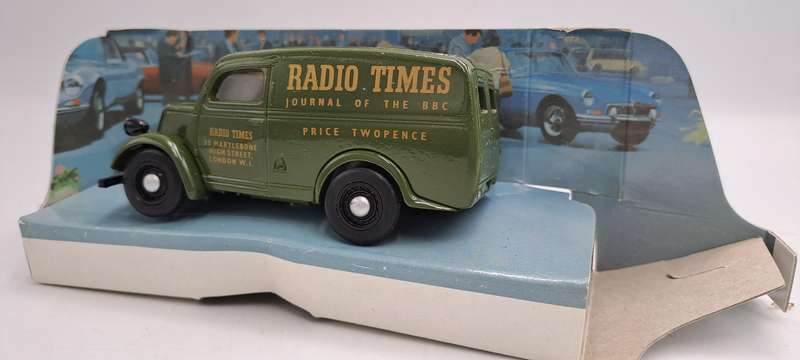 RADIO TIMES
JOURNAL OF THE BBC
PRICE TWOPENCE
RADIO TIMES
35 MARYLEBONE
HIGH STREET,
LONDON W.1.